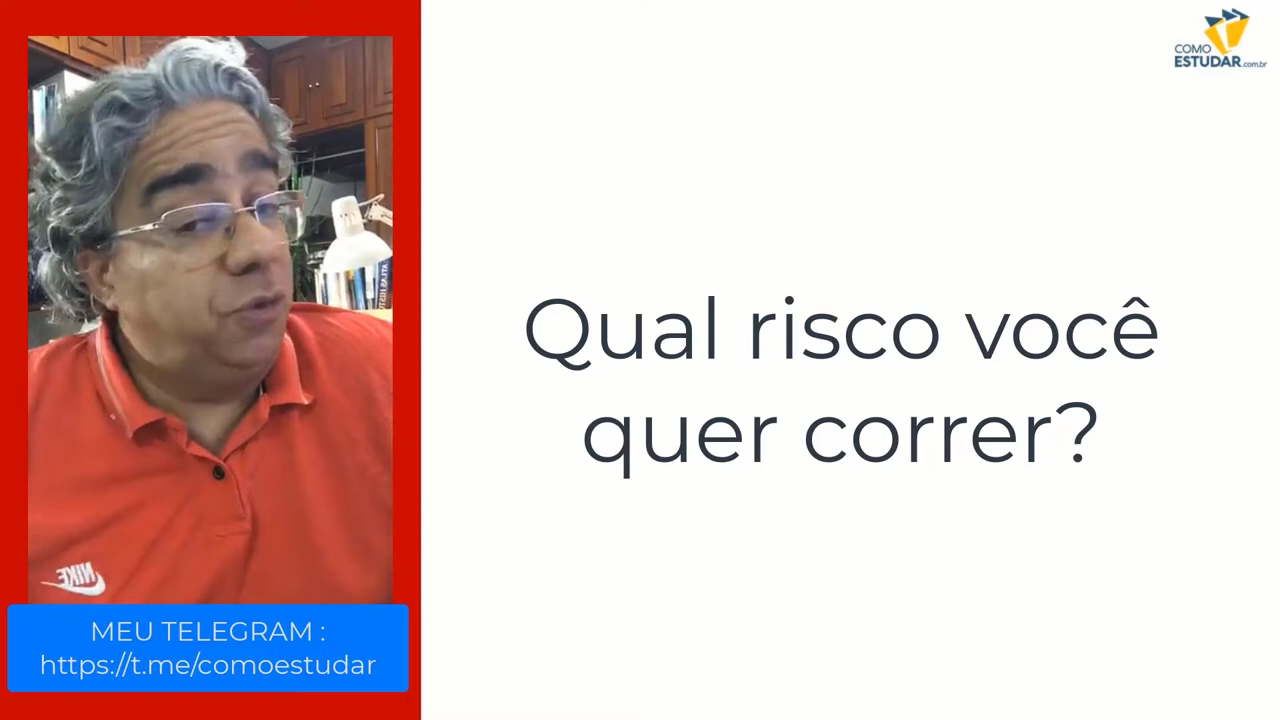 COMO
ESTUDAR.com.br
Qual risco você
quer correr?
NIKE
MEU TELEGRAM :
https://t.me/comoestudar